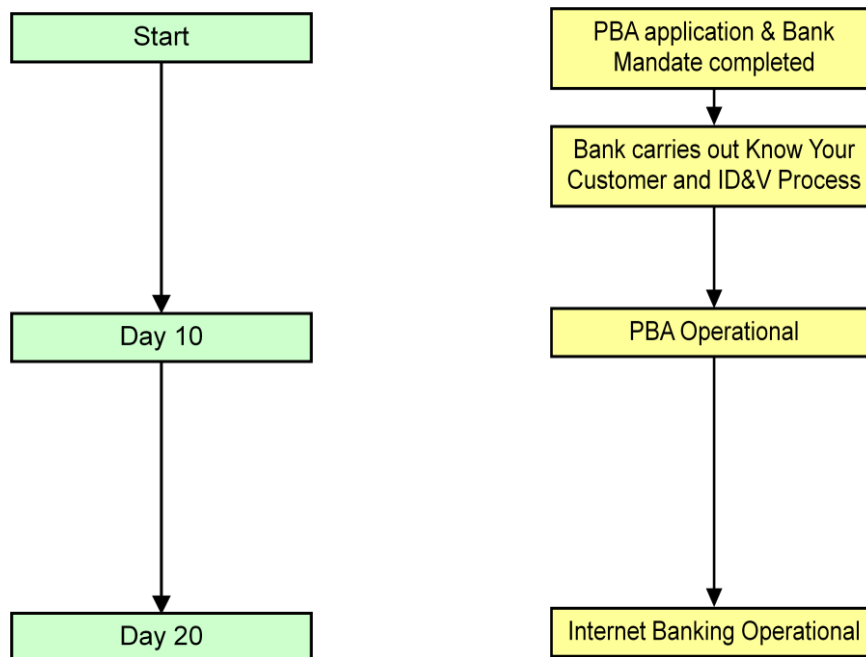 Start
PBA application & Bank
Mandate completed
Bank carries out Know Your
Customer and ID&V Process
Day 10
PBA Operational
Day 20
Internet Banking Operational